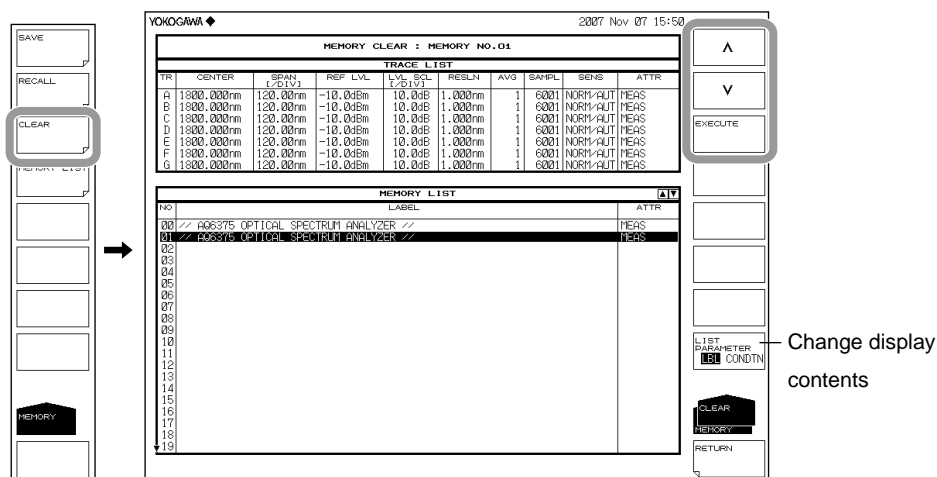 YOKOGAWA ◆ 2007 Nov 07 15:50
SAVE
RECALL
CLEAR
MEMORY LIST
MEMORY
MEMORY CLEAR : MEMORY NO.01
TRACE LIST
TR CENTER SPAN [/DIV] REF LVL LVL SCL [/DIV] RESLN AVG SAMPL SENS ATTR
A 1800.000nm 120.00nm -10.0dBm 10.0dB 1.000nm 1 6001 NORM/AUT MEAS
B 1800.000nm 120.00nm -10.0dBm 10.0dB 1.000nm 1 6001 NORM/AUT MEAS
C 1800.000nm 120.00nm -10.0dBm 10.0dB 1.000nm 1 6001 NORM/AUT MEAS
D 1800.000nm 120.00nm -10.0dBm 10.0dB 1.000nm 1 6001 NORM/AUT MEAS
E 1800.000nm 120.00nm -10.0dBm 10.0dB 1.000nm 1 6001 NORM/AUT MEAS
F 1800.000nm 120.00nm -10.0dBm 10.0dB 1.000nm 1 6001 NORM/AUT MEAS
G 1800.000nm 120.00nm -10.0dBm 10.0dB 1.000nm 1 6001 NORM/AUT MEAS
MEMORY LIST
NO LABEL ATTR
00 // AQ6375 OPTICAL SPECTRUM ANALYZER // MEAS
01 // AQ6375 OPTICAL SPECTRUM ANALYZER // MEAS
02
03
04
05
06
07
08
09
10
11
12
13
14
15
16
17
18
19
EXECUTE
LIST
PARAMETER
LBL CONDTN
CLEAR
MEMORY
RETURN
Change display
contents